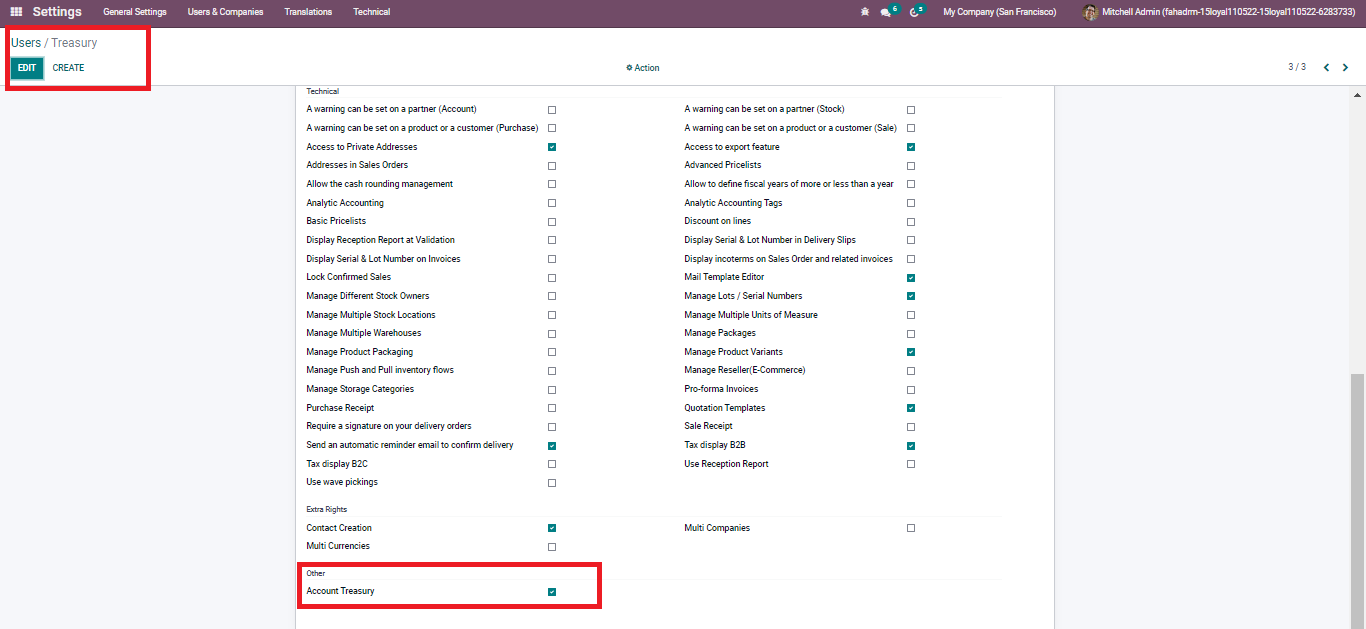 Settings General Settings Users & Companies Translations Technical 6 5 My Company (San Francisco) Mitchell Admin (fahadrm-15loyal110522-15loyal110522-6283733)
Users / Treasury
EDIT CREATE Action 3 / 3
Technical
A warning can be set on a partner (Account) A warning can be set on a partner (Stock)
A warning can be set on a product or a customer (Purchase) A warning can be set on a product or a customer (Sale)
Access to Private Addresses Access to export feature
Addresses in Sales Orders Advanced Pricelists
Allow the cash rounding management Allow to define fiscal years of more or less than a year
Analytic Accounting Analytic Accounting Tags
Basic Pricelists Discount on lines
Display Reception Report at Validation Display Serial & Lot Number in Delivery Slips
Display Serial & Lot Number on Invoices Display incoterms on Sales Order and related invoices
Lock Confirmed Sales Mail Template Editor
Manage Different Stock Owners Manage Lots / Serial Numbers
Manage Multiple Stock Locations Manage Multiple Units of Measure
Manage Multiple Warehouses Manage Packages
Manage Product Packaging Manage Product Variants
Manage Push and Pull inventory flows Manage Reseller(E-Commerce)
Manage Storage Categories Pro-forma Invoices
Purchase Receipt Quotation Templates
Require a signature on your delivery orders Sale Receipt
Send an automatic reminder email to confirm delivery Tax display B2B
Tax display B2C Use Reception Report
Use wave pickings
Extra Rights
Contact Creation Multi Companies
Multi Currencies
Other
Account Treasury